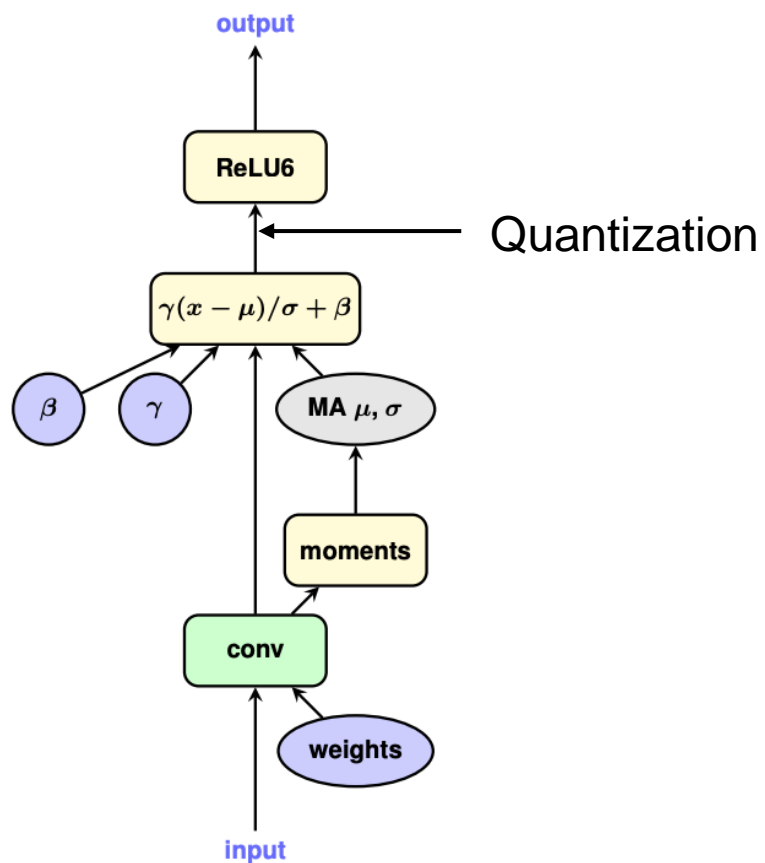 output
ReLU6
Quantization
γ(x − μ)/σ + β
β
γ
MA μ, σ
moments
conv
weights
input